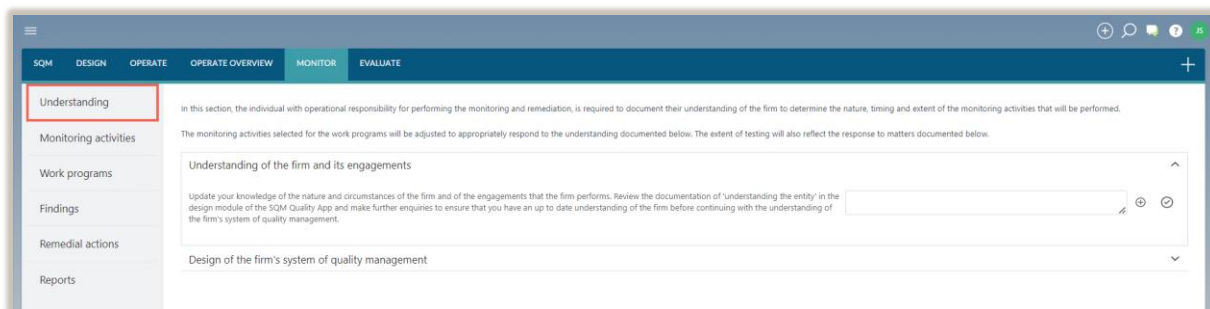 JS
SQM DESIGN OPERATE OPERATE OVERVIEW MONITOR EVALUATE
Understanding
Monitoring activities
Work programs
Findings
Remedial actions
Reports
In this section, the individual with operational responsibility for performing the monitoring and remediation, is required to document their understanding of the firm to determine the nature, timing and extent of the monitoring activities that will be performed.
The monitoring activities selected for the work programs will be adjusted to appropriately respond to the understanding documented below. The extent of testing will also reflect the response to matters documented below.
Understanding of the firm and its engagements
Update your knowledge of the nature and circumstances of the firm and of the engagements that the firm performs. Review the documentation of 'understanding the entity' in the
design module of the SQM Quality App and make further enquiries to ensure that you have an up to date understanding of the firm before continuing with the understanding of
the firm's system of quality management.
Design of the firm's system of quality management